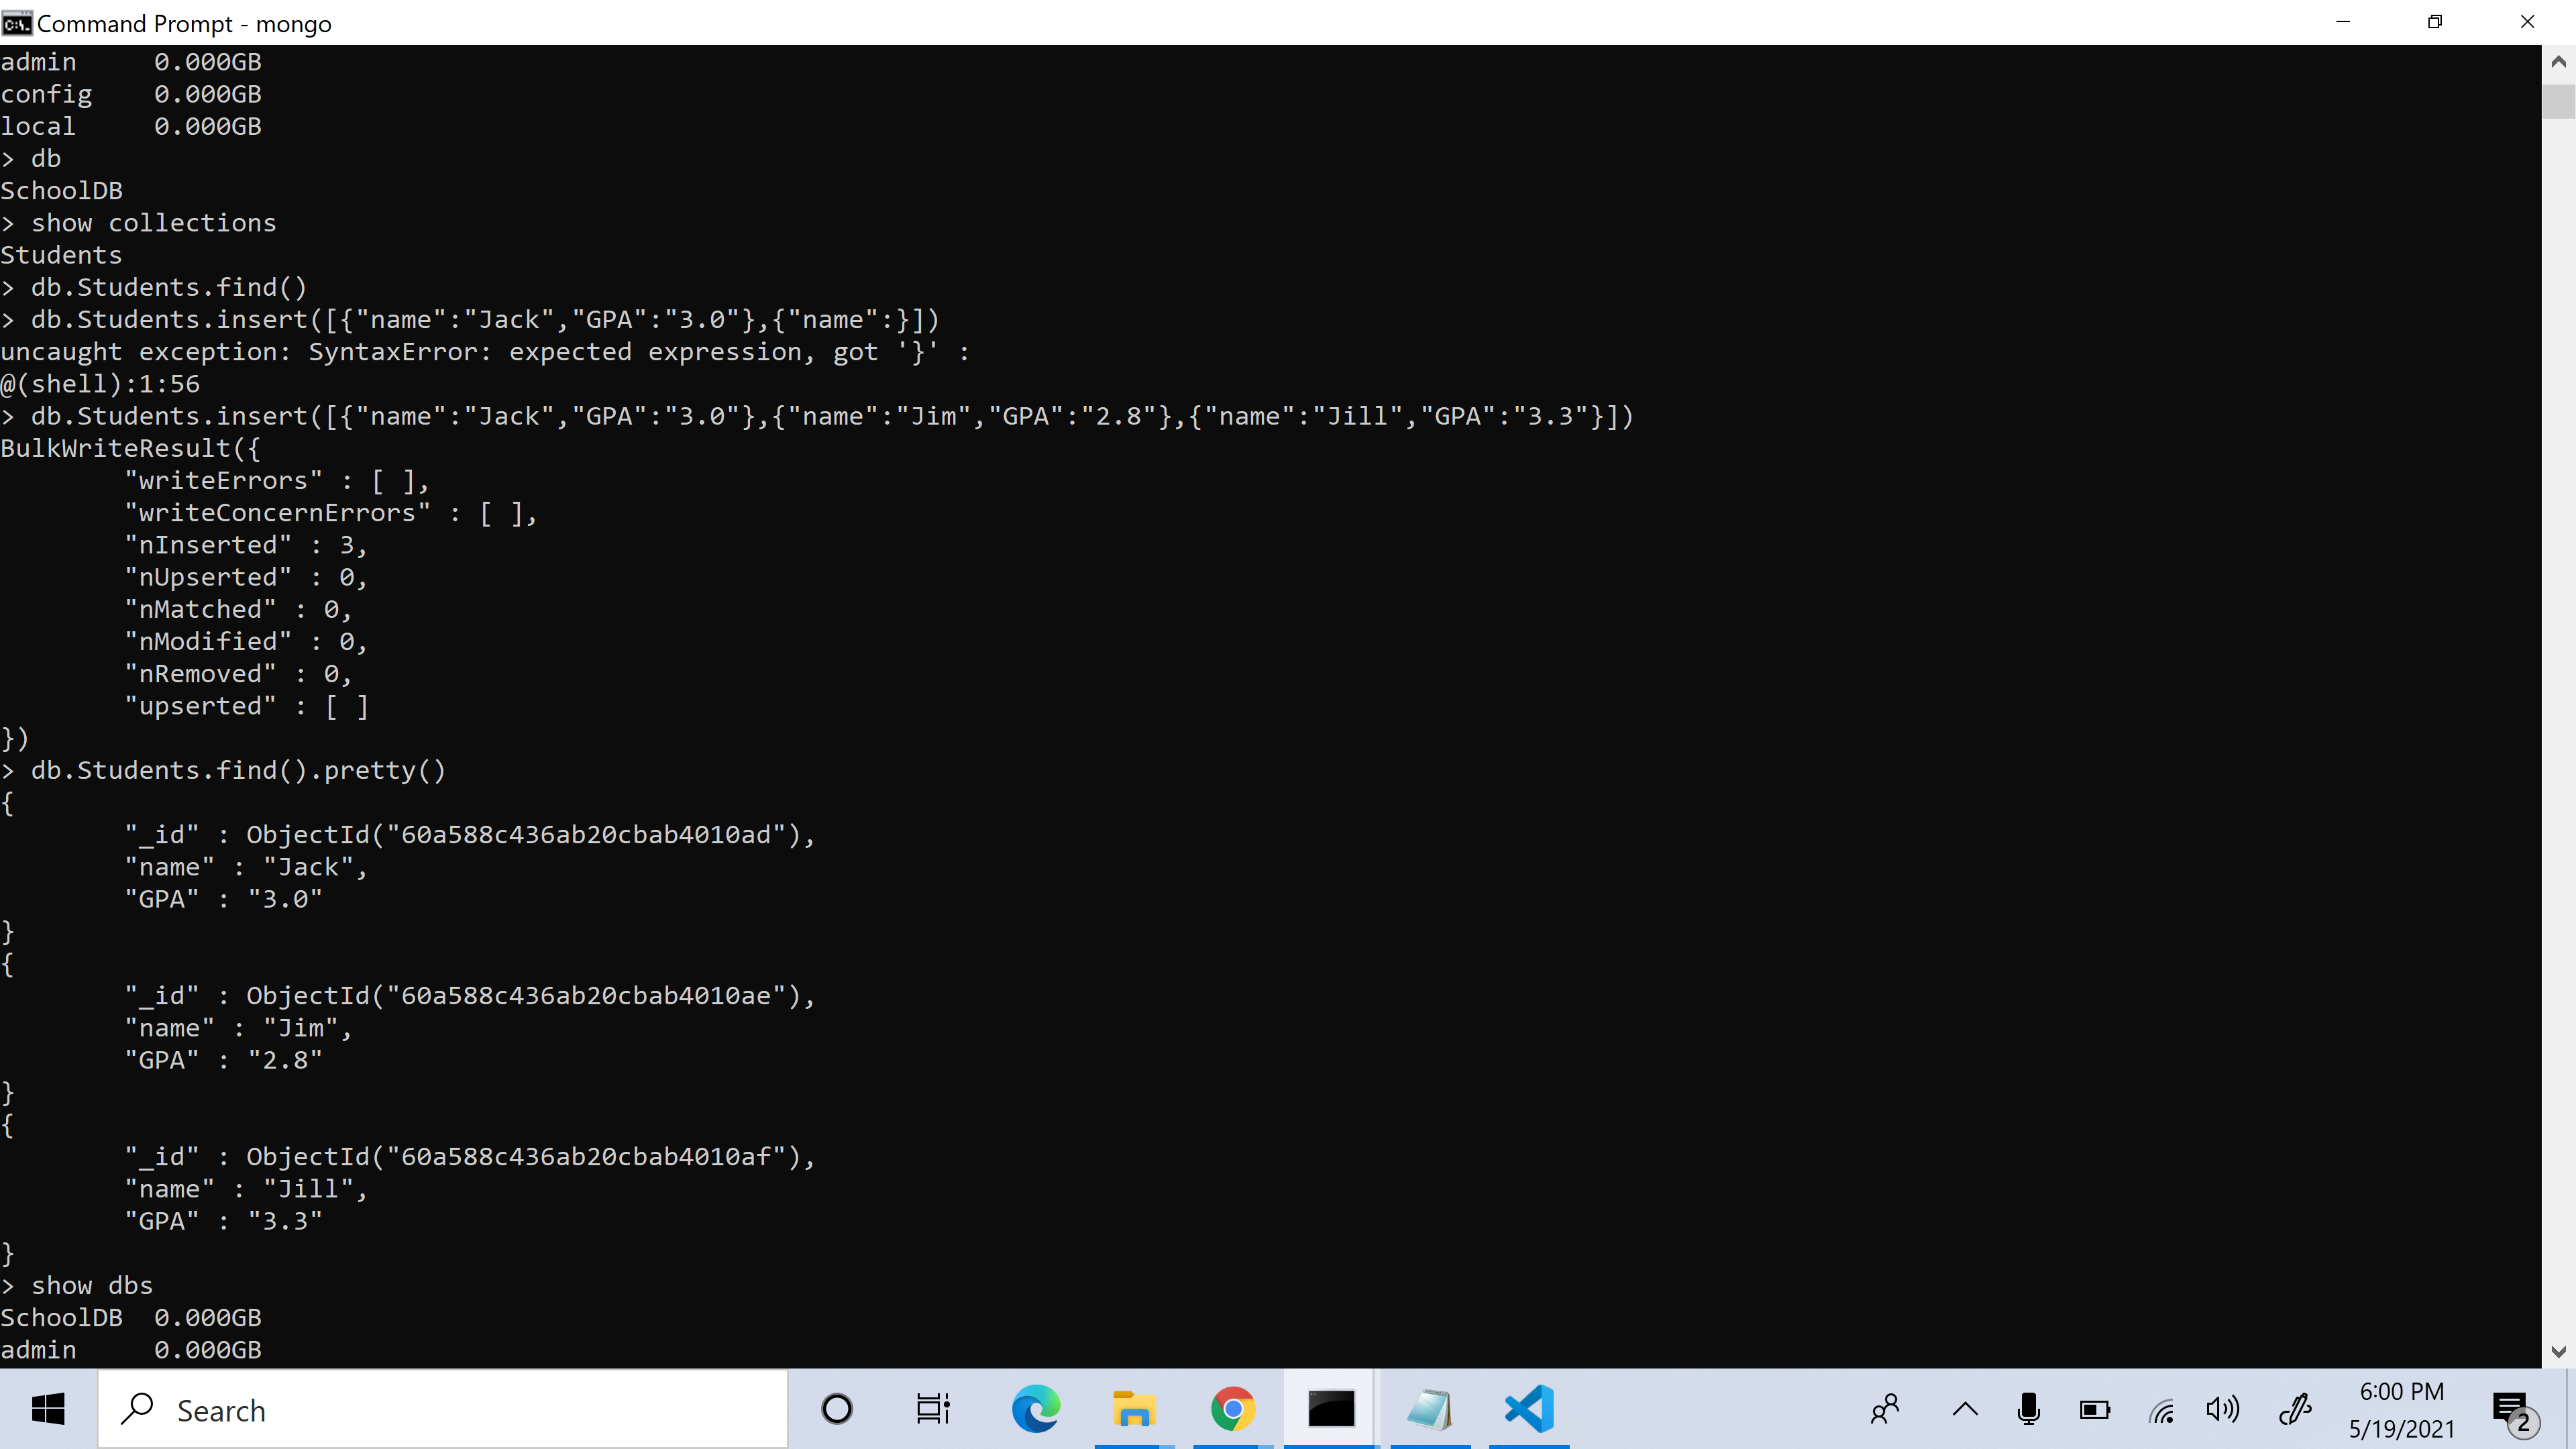 Command Prompt - mongo
admin     0.000GB
config    0.000GB
local     0.000GB
> db
SchoolDB
> show collections
Students
> db.Students.find()
> db.Students.insert([{"name":"Jack","GPA":"3.0"},{"name":}])
uncaught exception: SyntaxError: expected expression, got '}' :
@(shell):1:56
> db.Students.insert([{"name":"Jack","GPA":"3.0"},{"name":"Jim","GPA":"2.8"},{"name":"Jill","GPA":"3.3"}])
BulkWriteResult({
        "writeErrors" : [ ],
        "writeConcernErrors" : [ ],
        "nInserted" : 3,
        "nUpserted" : 0,
        "nMatched" : 0,
        "nModified" : 0,
        "nRemoved" : 0,
        "upserted" : [ ]
})
> db.Students.find().pretty()
{
        "_id" : ObjectId("60a588c436ab20cbab4010ad"),
        "name" : "Jack",
        "GPA" : "3.0"
}
{
        "_id" : ObjectId("60a588c436ab20cbab4010ae"),
        "name" : "Jim",
        "GPA" : "2.8"
}
{
        "_id" : ObjectId("60a588c436ab20cbab4010af"),
        "name" : "Jill",
        "GPA" : "3.3"
}
> show dbs
SchoolDB  0.000GB
admin     0.000GB
Search
6:00 PM
5/19/2021
2